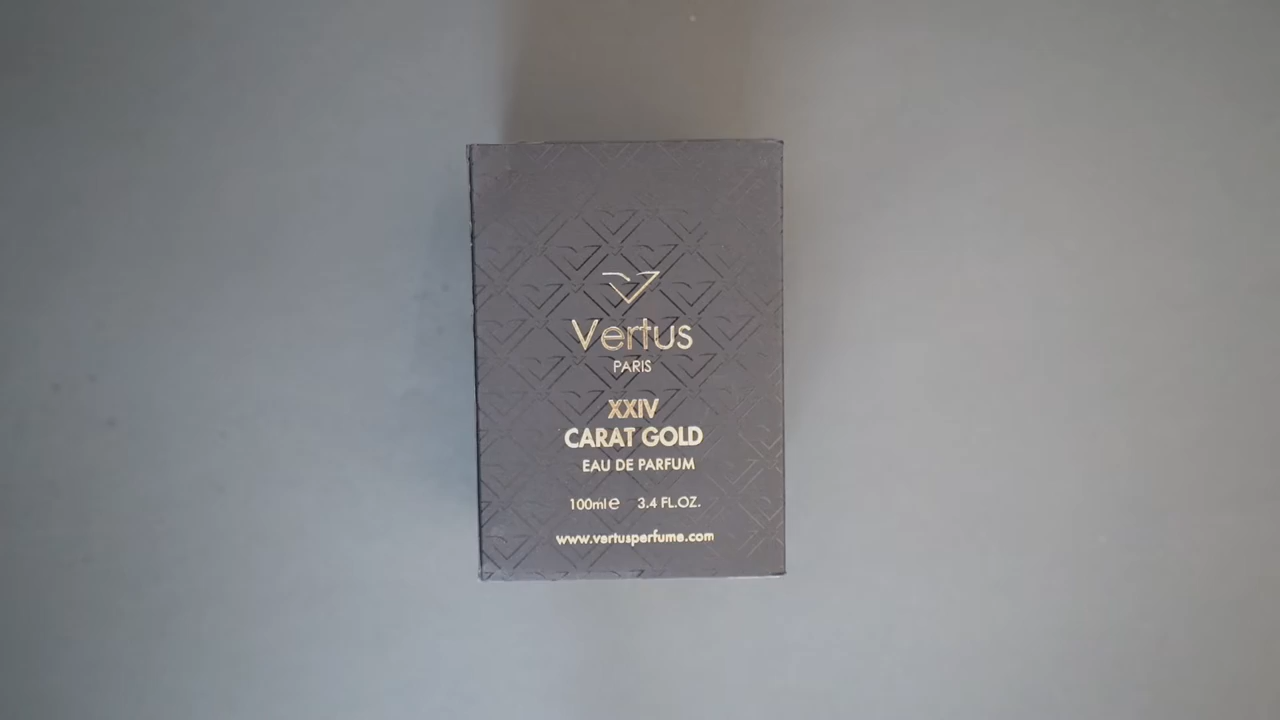 Vertus
PARIS
XXIV
CARAT GOLD
EAU DE PARFUM
100ml℮ 3.4 FL.OZ.
www.vertusperfume.com